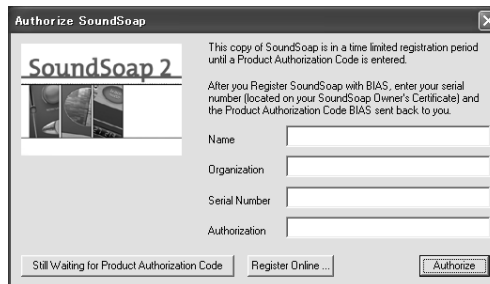 Authorize SoundSoap
SoundSoap 2
This copy of SoundSoap is in a time limited registration period
until a Product Authorization Code is entered.
After you Register SoundSoap with BIAS, enter your serial
number (located on your SoundSoap Owner's Certificate) and
the Product Authorization Code BIAS sent back to you.
Name
Organization
Serial Number
Authorization
Still Waiting for Product Authorization Code
Register Online ...
Authorize